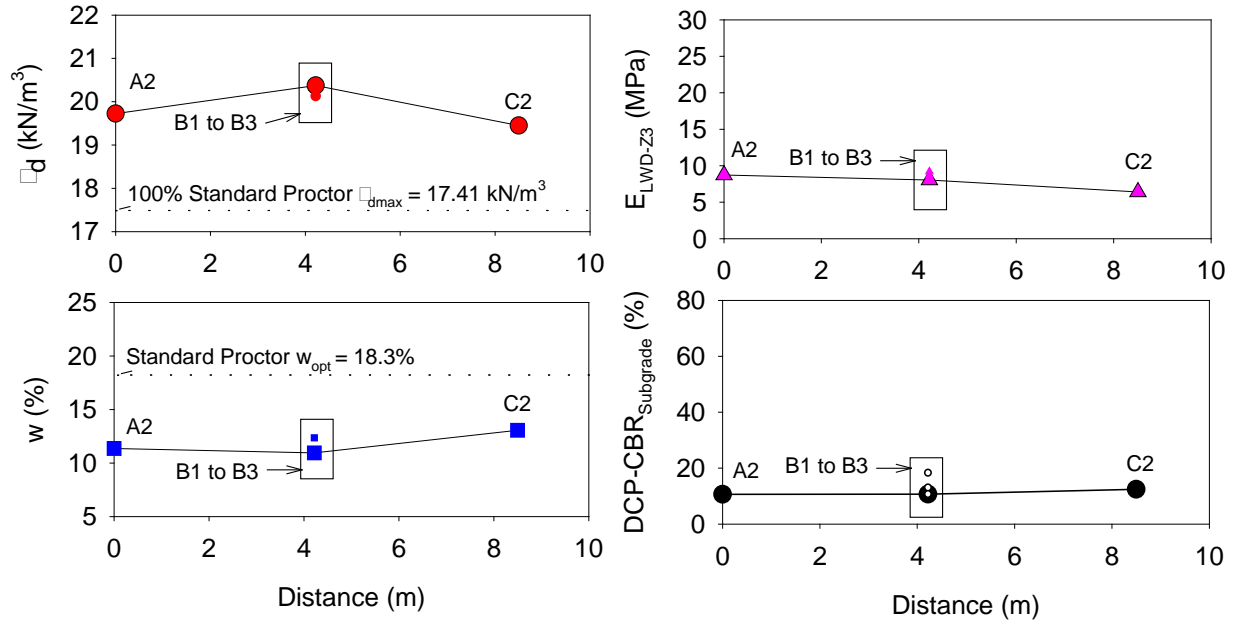 22
21
20
19
18
17
□d (kN/m³)
A2
B1 to B3
C2
100% Standard Proctor □dmax = 17.41 kN/m³
0 2 4 6 8 10
30
25
20
15
10
5
0
E LWD-Z3 (MPa)
A2
B1 to B3
C2
0 2 4 6 8 10
25
20
15
10
5
w (%)
Standard Proctor wopt = 18.3%
A2
B1 to B3
C2
0 2 4 6 8 10
Distance (m)
80
60
40
20
0
DCP-CBR Subgrade (%)
A2
B1 to B3
C2
0 2 4 6 8 10
Distance (m)